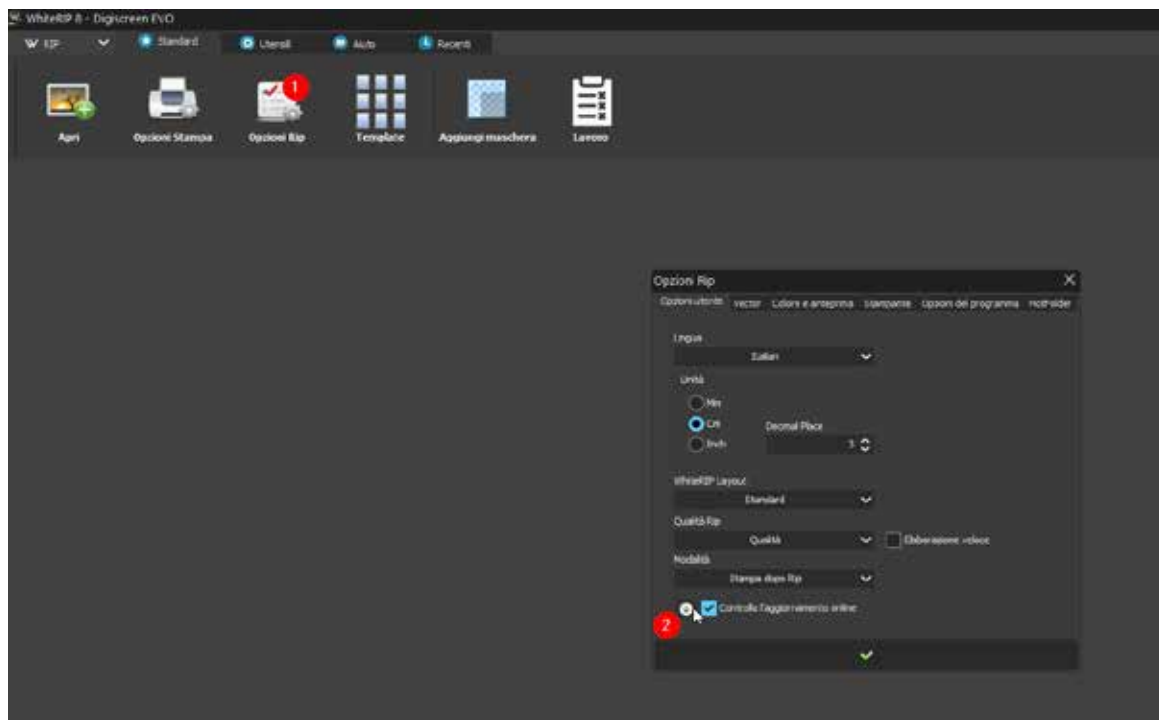 WhiteRIP 8 - Digiscreen EVO
W RIP Standard Utensili Aiuto Recenti
1
Apri Opzioni Stampa Opzioni Rip Template Aggiungi maschera Lavoro
Opzioni Rip
Opzioni utente Vector Colore e anteprima Stampante Opzioni del programma HotFolder
Lingua
Italian
Unità
Mm
Cm Decimal Place
Inch 3
WhiteRIP Layout
Standard
Qualità Rip
Qualità Elaborazione veloce
Modalità
Stampa dopo Rip
Controlla l'aggiornamento online
2